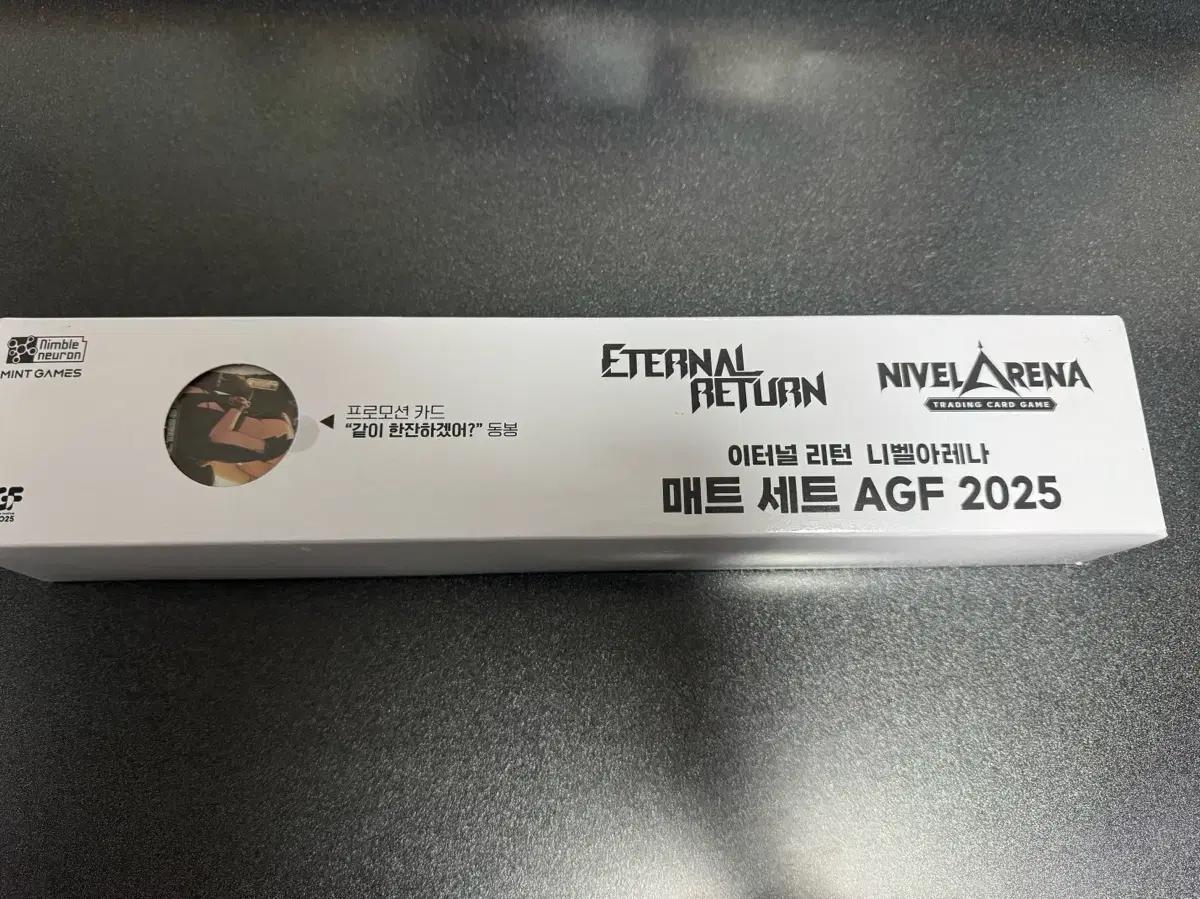 Nimble
neuron
MINT GAMES
프로모션 카드
“같이 한잔하겠어?” 동봉
ETERNAL
RETURN
NIVEL ARENA
TRADING CARD GAME
이터널 리턴 니벨아레나
매트 세트 AGF 2025